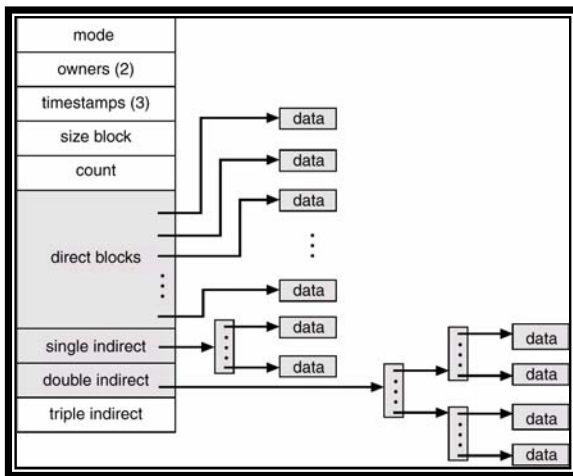 mode
owners (2)
timestamps (3)
size block
count
direct blocks
single indirect
double indirect
triple indirect
data
data
data
data
data
data
data
data
data
data